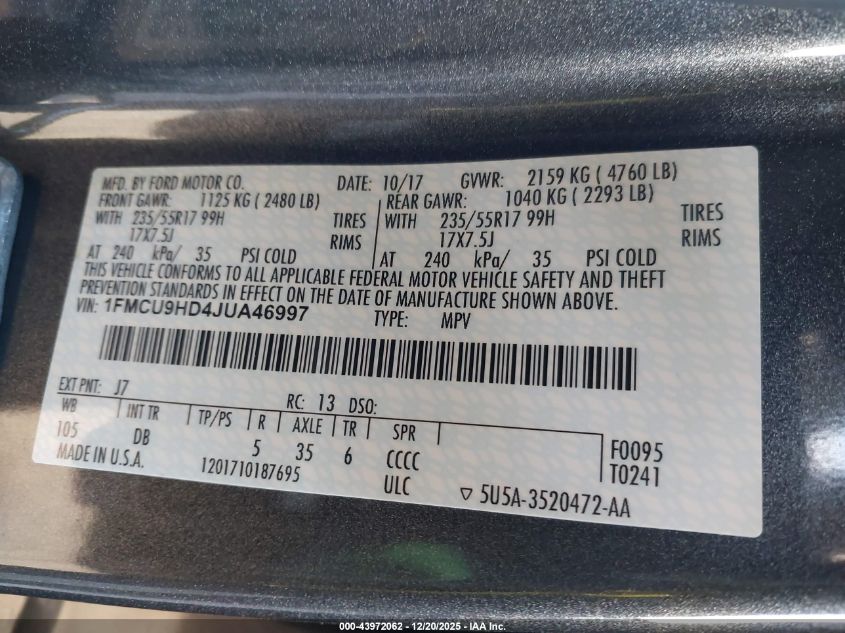 MFD. BY FORD MOTOR CO. DATE: 10/17 GVWR: 2159 KG ( 4760 LB)
FRONT GAWR: 1125 KG ( 2480 LB) REAR GAWR: 1040 KG ( 2293 LB)
WITH 235/55R17 99H TIRES WITH 235/55R17 99H TIRES
17X7.5J RIMS 17X7.5J RIMS
AT 240 kPa/ 35 PSI COLD AT 240 kPa/ 35 PSI COLD
THIS VEHICLE CONFORMS TO ALL APPLICABLE FEDERAL MOTOR VEHICLE SAFETY AND THEFT
PREVENTION STANDARDS IN EFFECT ON THE DATE OF MANUFACTURE SHOWN ABOVE.
VIN: 1FMCU9HD4JUA46997 TYPE: MPV
EXT PNT: J7 RC: 13 DSO:
WB INT TR TP/PS R AXLE TR SPR F0095
105 DB 5 35 6 CCCC T0241
MADE IN U.S.A. 1201710187695 ULC ▽ 5U5A-3520472-AA
000-43972062 - 12/20/2025 - IAA Inc.